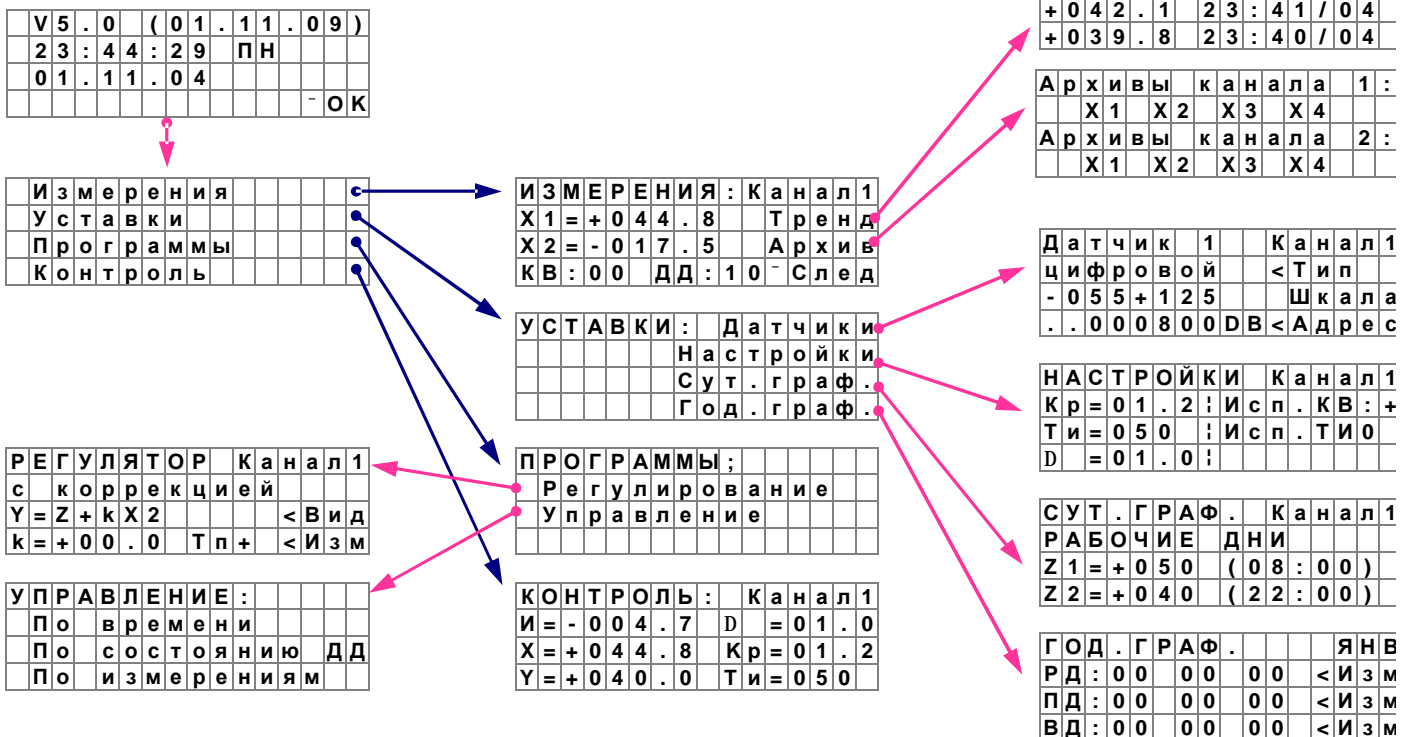 V5.0 (01.11.09)
23:44:29 ПН
01.11.04
¯ОК
Измерения
Уставки
Программы
Контроль
РЕГУЛЯТОР Канал1
с коррекцией
Y=Z+kX2 <Вид
k=+00.0 Тп+ <Изм
УПРАВЛЕНИЕ:
По времени
По состоянию ДД
По измерениям
ИЗМЕРЕНИЯ:Канал1
X1=+044.8 Тренд
X2=-017.5 Архив
КВ:00 ДД:10¯След
УСТАВКИ: Датчики
Настройки
Сут.граф.
Год.граф.
ПРОГРАММЫ;
Регулирование
Управление
КОНТРОЛЬ: Канал1
И=-004.7 D =01.0
X=+044.8 Кр=01.2
Y=+040.0 Ти=050
+042.1 23:41/04
+039.8 23:40/04
Архивы канала 1:
X1 X2 X3 X4
Архивы канала 2:
X1 X2 X3 X4
Датчик 1 Канал1
цифровой <Тип
-055+125 Шкала
..000800DB<Адрес
НАСТРОЙКИ Канал1
Кр=01.2¦Исп.КВ:+
Ти=050 ¦Исп.ТИ0
D =01.0¦
СУТ.ГРАФ. Канал1
РАБОЧИЕ ДНИ
Z1=+050 (08:00)
Z2=+040 (22:00)
ГОД.ГРАФ. ЯНВ
РД:00 00 00 <Изм
ПД:00 00 00 <Изм
ВД:00 00 00 <Изм